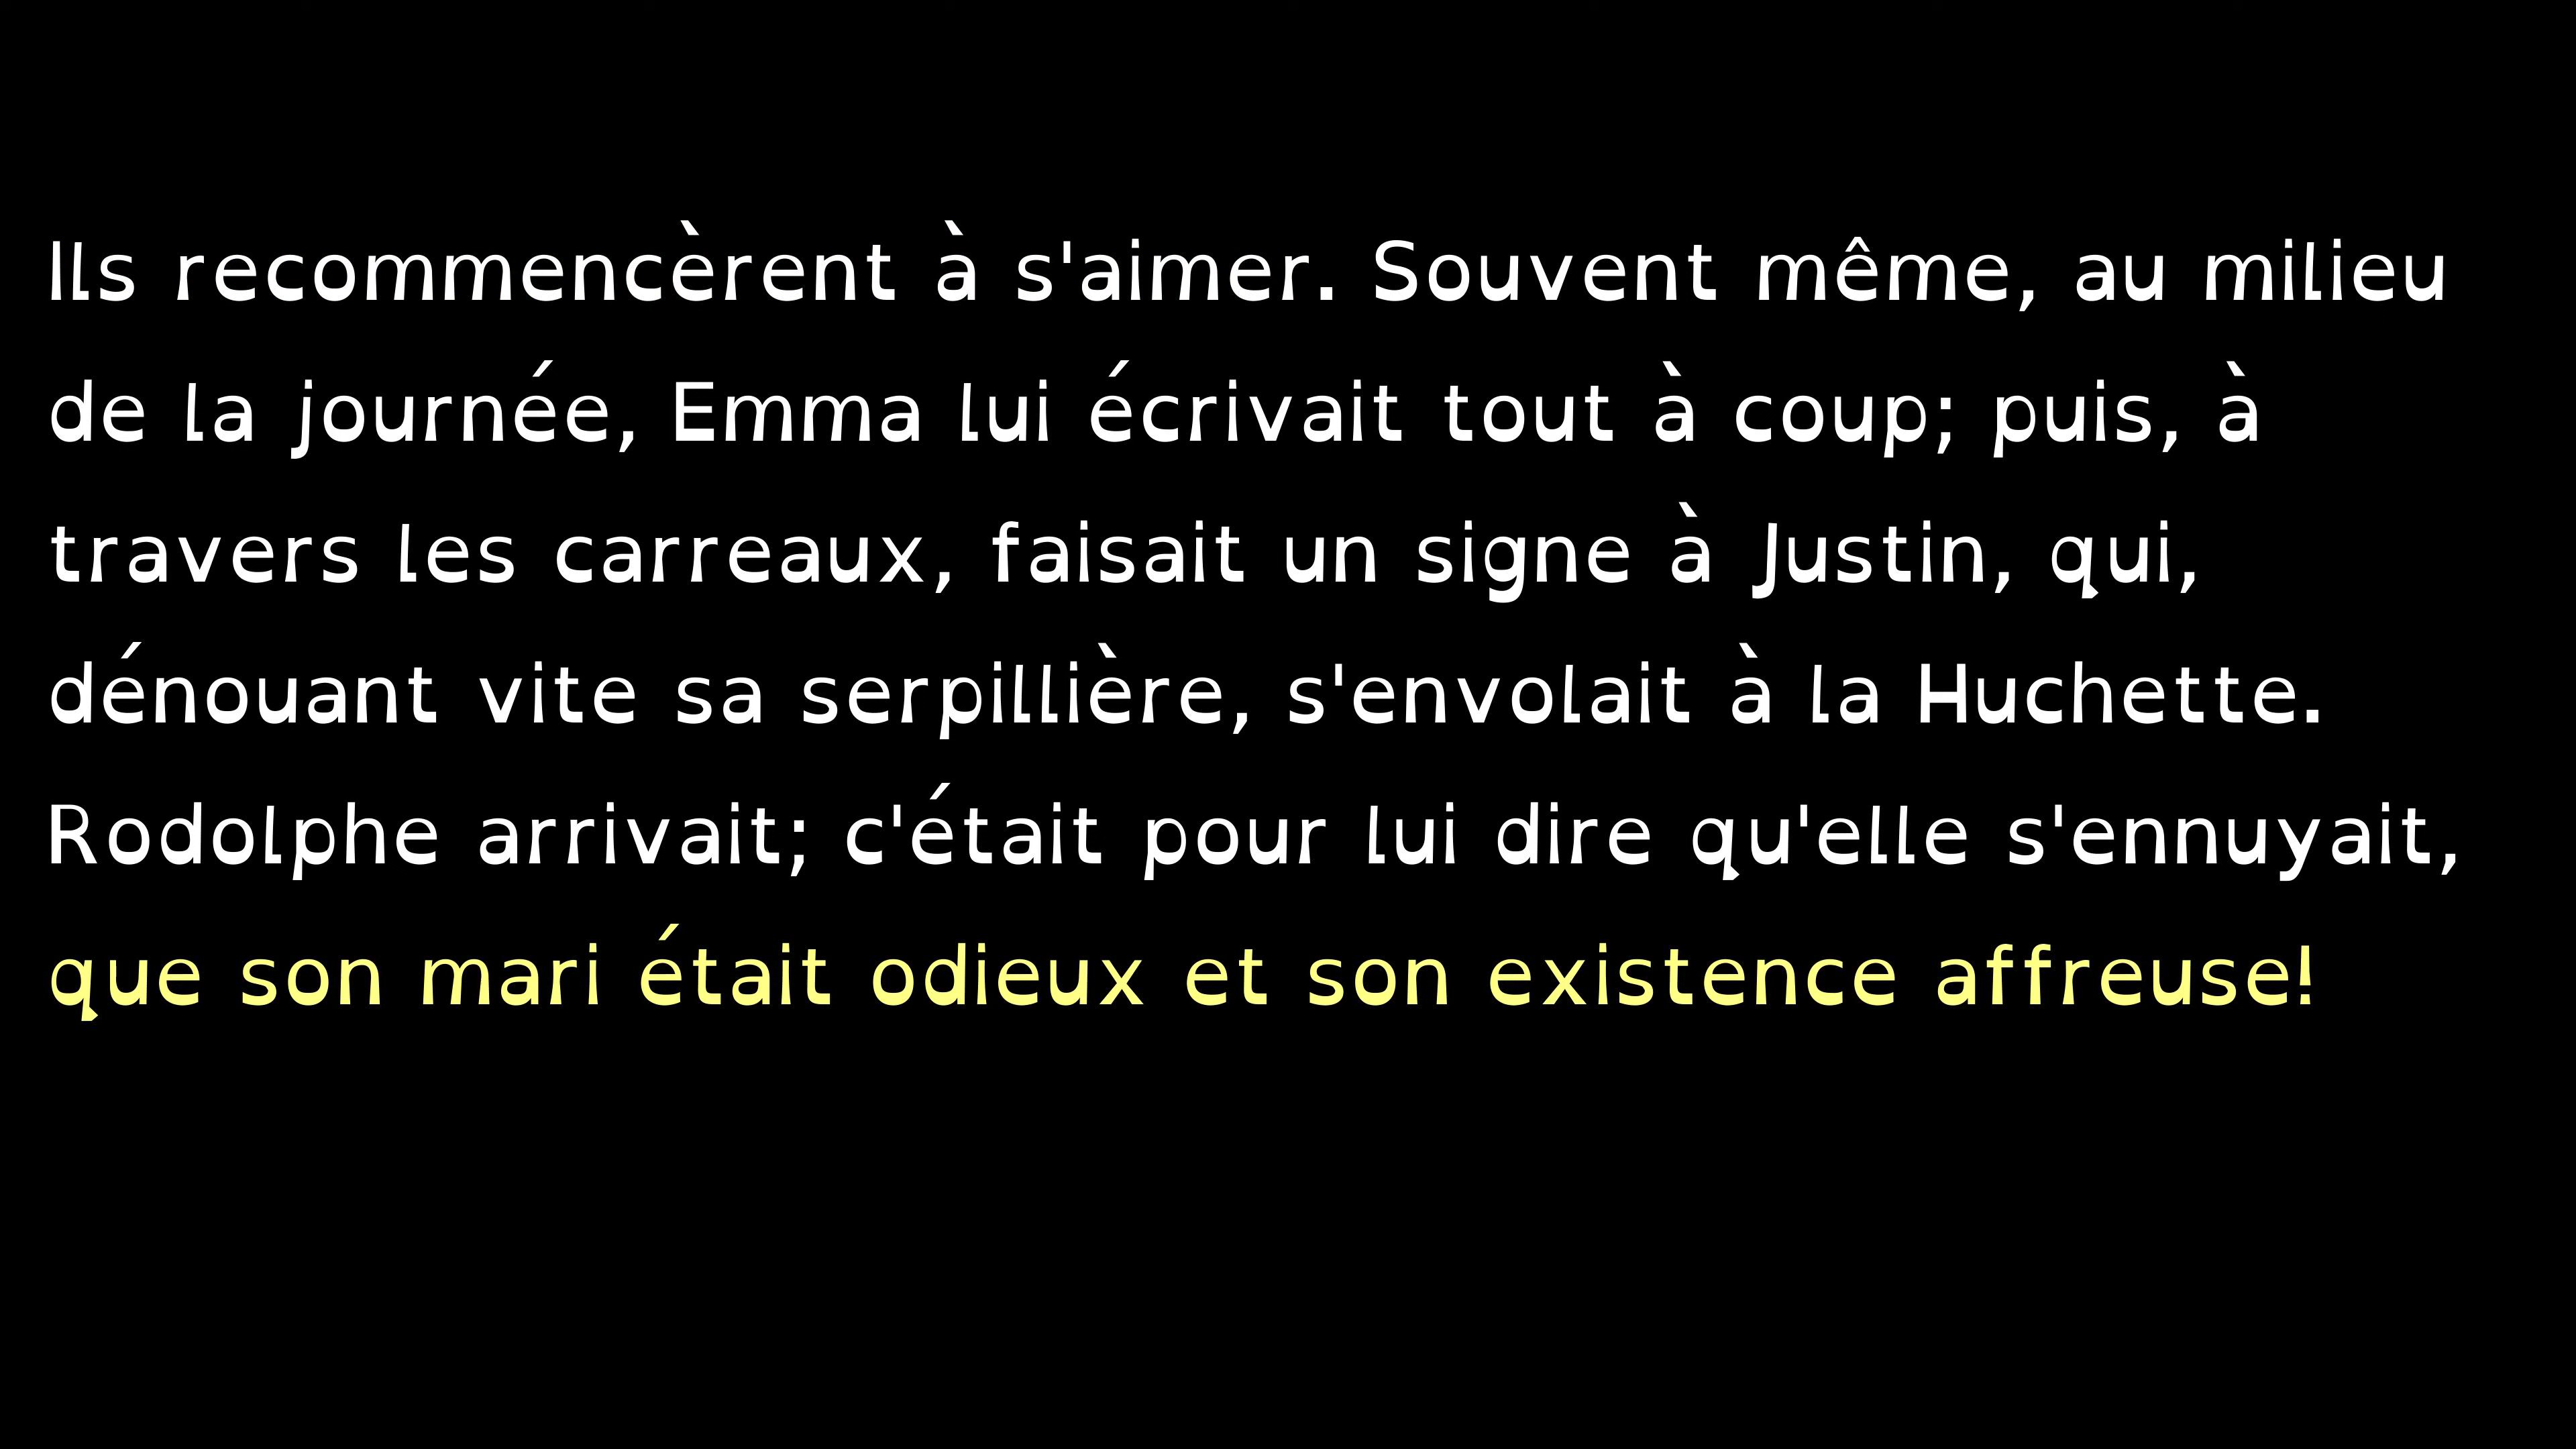 Ils recommencèrent à s'aimer. Souvent même, au milieu
de la journée, Emma lui écrivait tout à coup; puis, à
travers les carreaux, faisait un signe à Justin, qui,
dénouant vite sa serpillière, s'envolait à la Huchette.
Rodolphe arrivait; c'était pour lui dire qu'elle s'ennuyait,
que son mari était odieux et son existence affreuse!